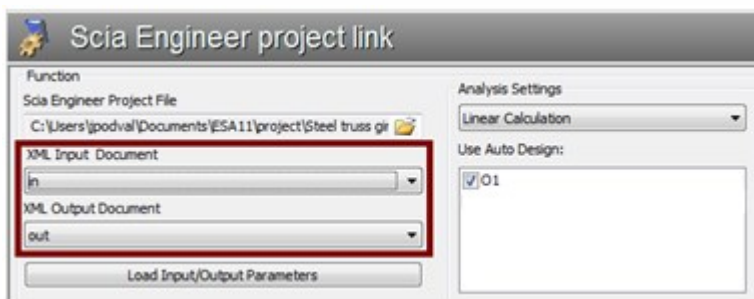 Scia Engineer project link
Function
Scia Engineer Project File
C:\Users\jpodval\Documents\ESA11\project\Steel truss gir
XML Input Document
in
XML Output Document
out
Load Input/Output Parameters
Analysis Settings
Linear Calculation
Use Auto Design:
O1